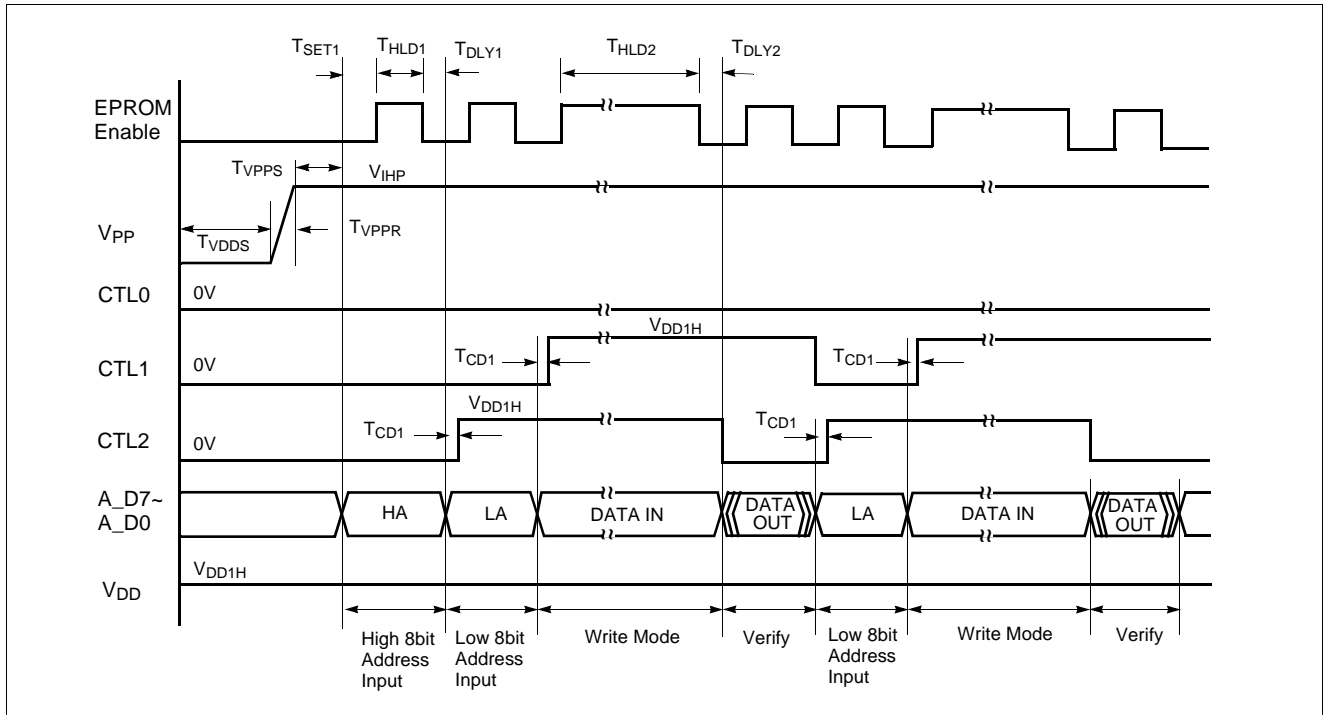 TSET1 THLD1 TDLY1 THLD2 TDLY2
EPROM
Enable
TVPPS VIHP
VPP
TVDDS TVPPR
CTL0 0V
VDD1H
CTL1 0V TCD1 TCD1
VDD1H
CTL2 0V TCD1 TCD1
A_D7~
A_D0
HA LA DATA IN DATA
OUT LA DATA IN DATA
OUT
VDD1H
VDD
High 8bit
Address
Input
Low 8bit
Address
Input
Write Mode
Verify
Low 8bit
Address
Input
Write Mode
Verify